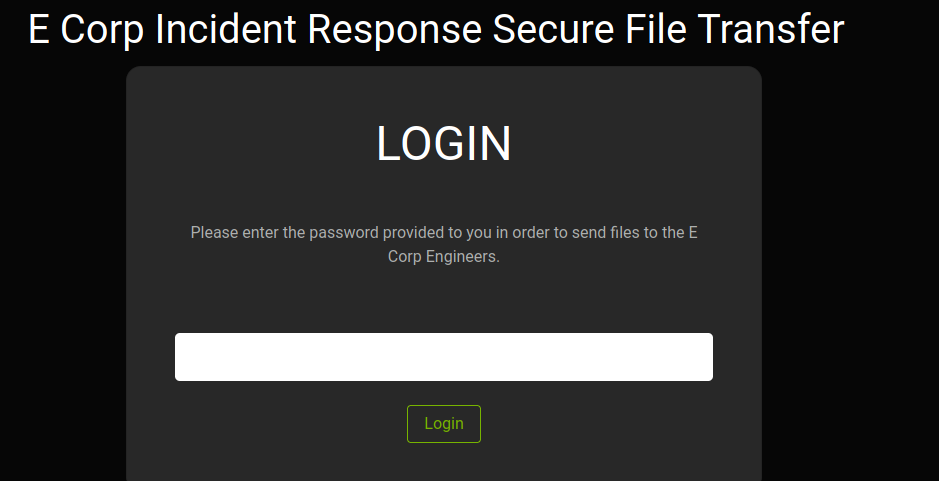 E Corp Incident Response Secure File Transfer
LOGIN
Please enter the password provided to you in order to send files to the E
Corp Engineers.
Login